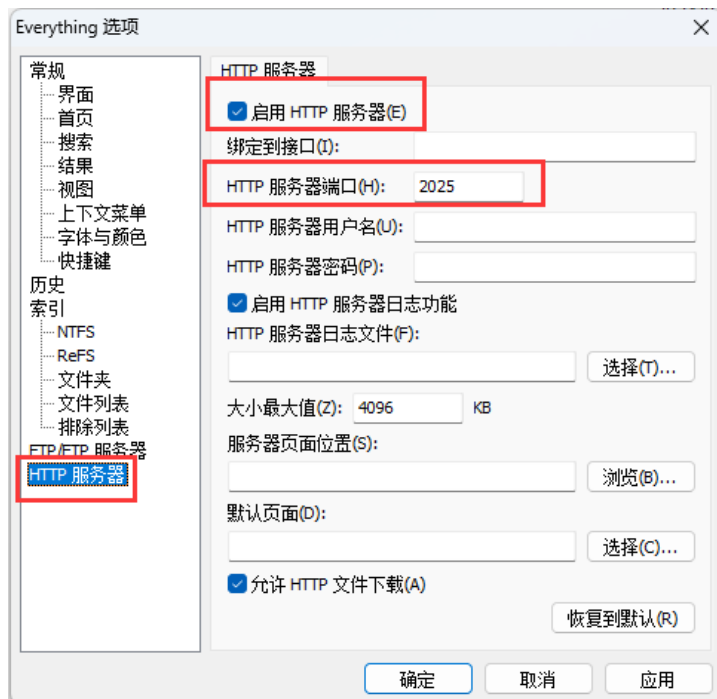 Everything 选项
常规
界面
首页
搜索
结果
视图
上下文菜单
字体与颜色
快捷键
历史
索引
NTFS
ReFS
文件夹
文件列表
排除列表
ETP/FTP 服务器
HTTP 服务器
HTTP 服务器
启用 HTTP 服务器(E)
绑定到接口(I):
HTTP 服务器端口(H): 2025
HTTP 服务器用户名(U):
HTTP 服务器密码(P):
启用 HTTP 服务器日志功能
HTTP 服务器日志文件(F):
选择(T)...
大小最大值(Z): 4096 KB
服务器页面位置(S):
浏览(B)...
默认页面(D):
选择(C)...
允许 HTTP 文件下载(A)
恢复到默认(R)
确定 取消 应用